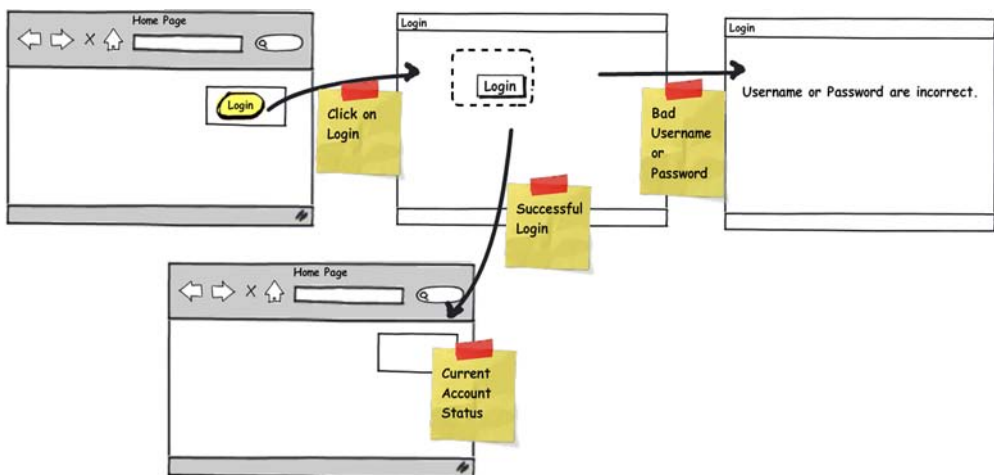 Home Page
Login
Click on
Login
Login
Login
Bad
Username
or
Password
Login
Username or Password are incorrect.
Successful
Login
Home Page
Current
Account
Status